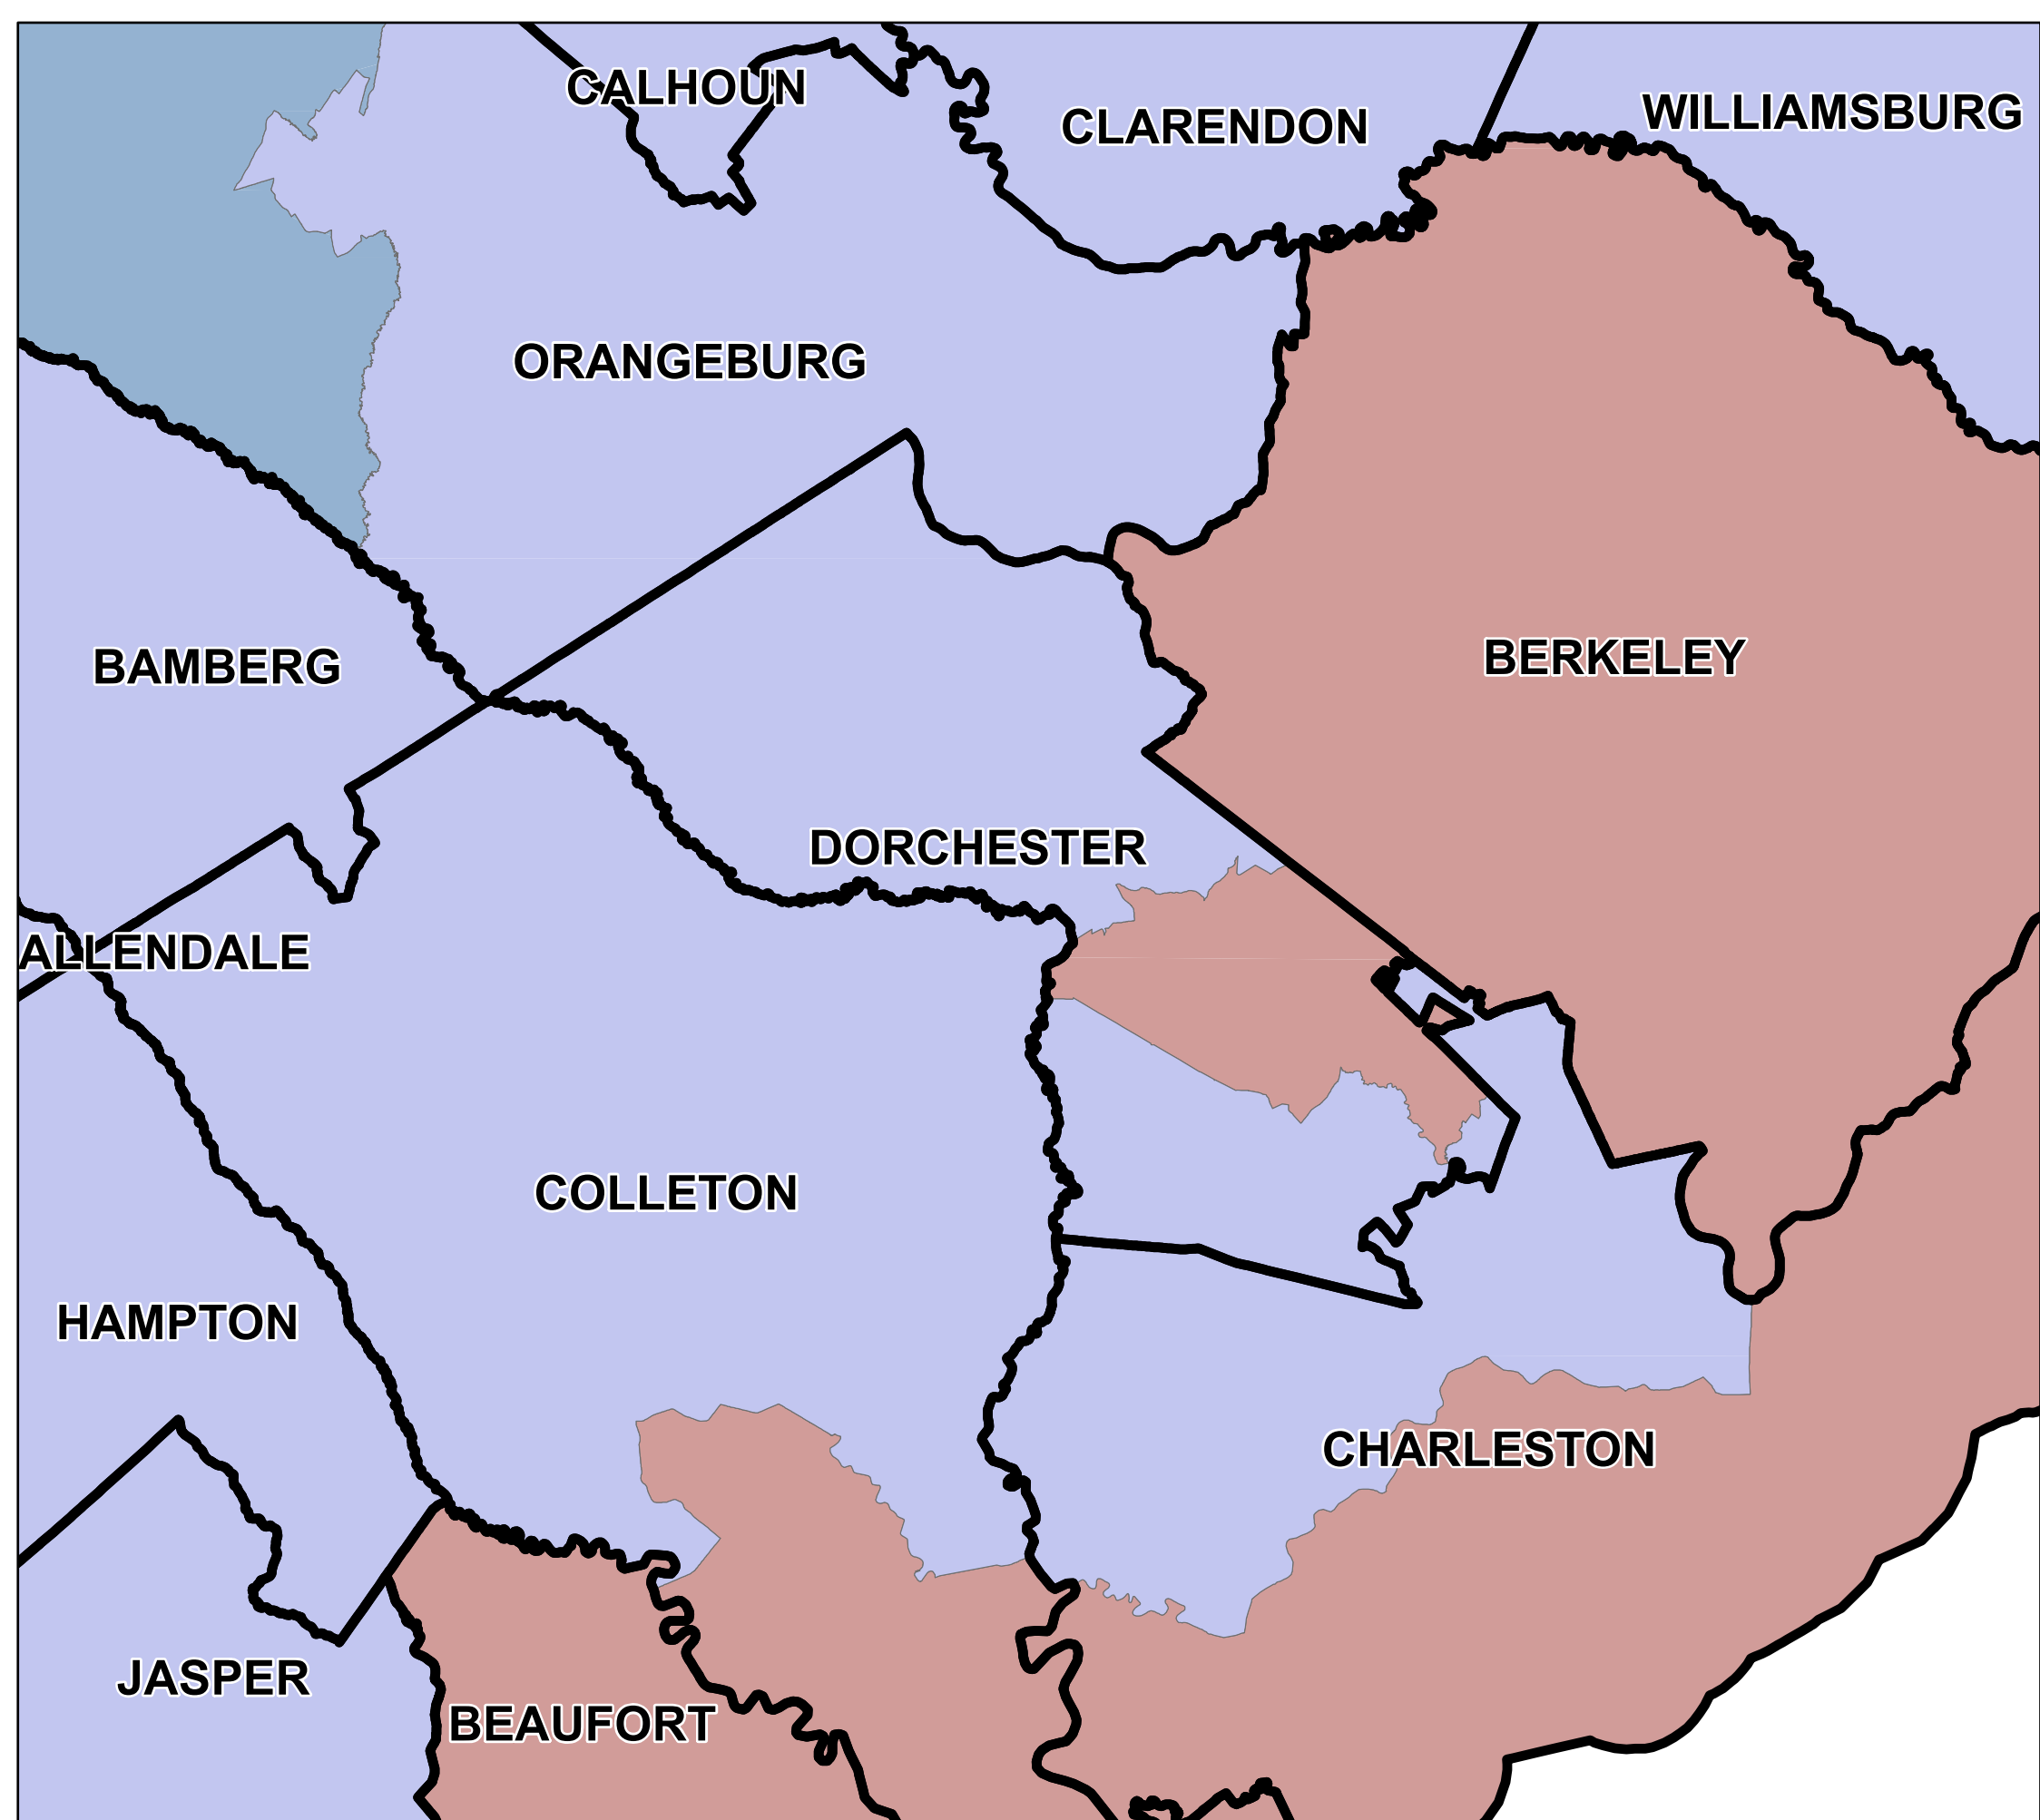 CALHOUN
CLARENDON
WILLIAMSBURG
ORANGEBURG
BAMBERG
BERKELEY
DORCHESTER
ALLENDALE
COLLETON
HAMPTON
CHARLESTON
JASPER
BEAUFORT